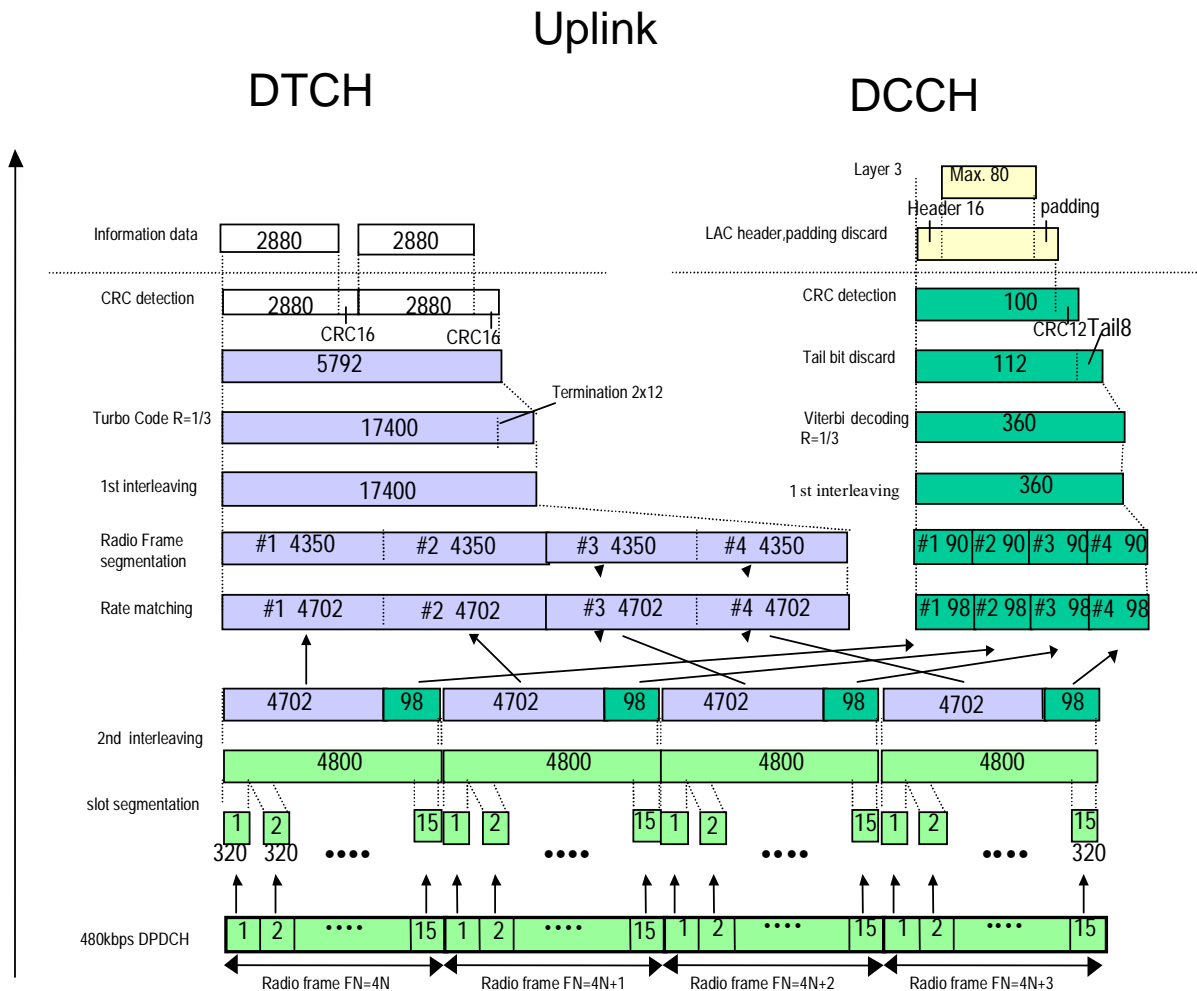 Uplink
DTCH
DCCH
Layer 3
Max. 80
Header 16
padding
Information data
2880
2880
LAC header,padding discard
CRC detection
2880
2880
CRC16
CRC16
CRC detection
100
CRC12
Tail8
5792
Tail bit discard
112
Termination 2x12
Turbo Code R=1/3
17400
Viterbi decoding
R=1/3
360
1st interleaving
17400
1st interleaving
360
Radio Frame
segmentation
#1 4350
#2 4350
#3 4350
#4 4350
#1 90
#2 90
#3 90
#4 90
Rate matching
#1 4702
#2 4702
#3 4702
#4 4702
#1 98
#2 98
#3 98
#4 98
4702
98
4702
98
4702
98
4702
98
2nd interleaving
4800
4800
4800
4800
slot segmentation
1
2
15
1
2
15
1
2
15
1
2
15
320
320
••••
••••
••••
••••
320
480kbps DPDCH
1
2
••••
15
1
2
••••
15
1
2
••••
15
1
2
••••
15
Radio frame FN=4N
Radio frame FN=4N+1
Radio frame FN=4N+2
Radio frame FN=4N+3